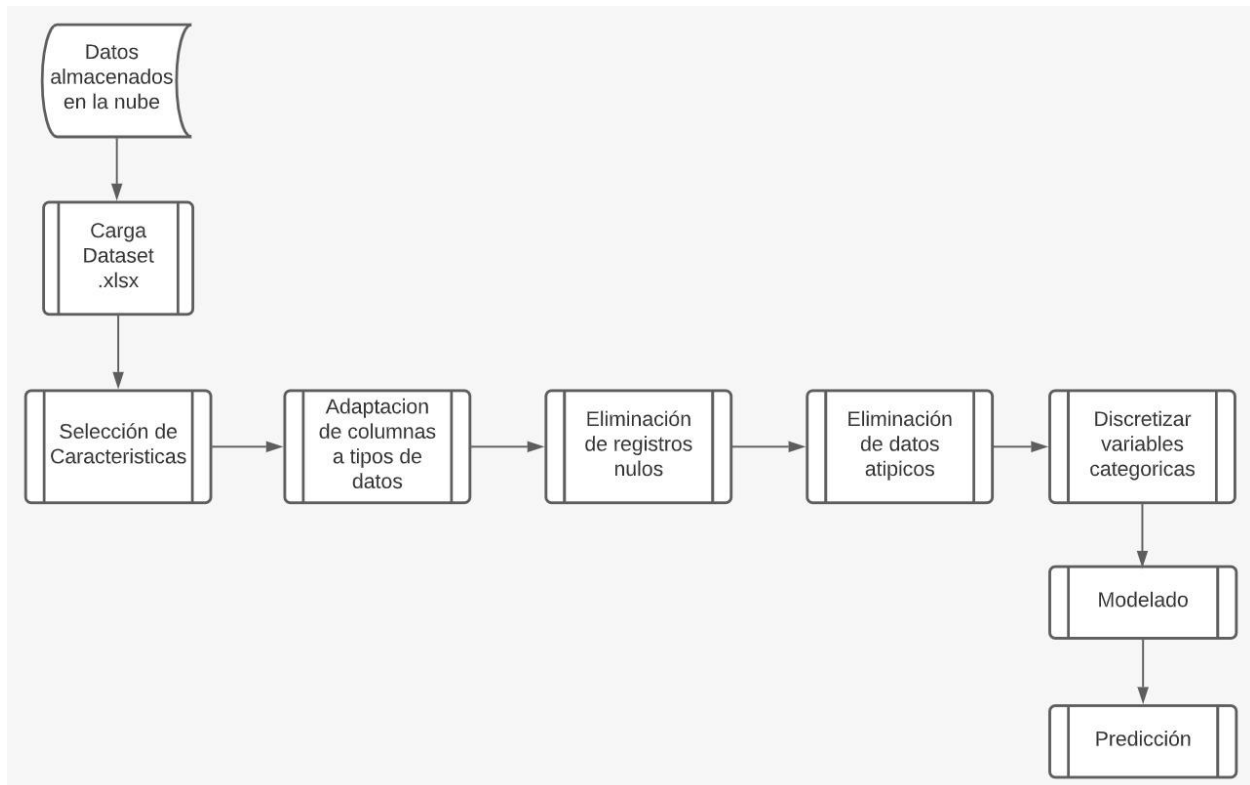 Datos
almacenados
en la nube
Carga
Dataset
.xlsx
Selección de
Caracteristicas
Adaptacion
de columnas
a tipos de
datos
Eliminación
de registros
nulos
Eliminación
de datos
atipicos
Discretizar
variables
categoricas
Modelado
Predicción